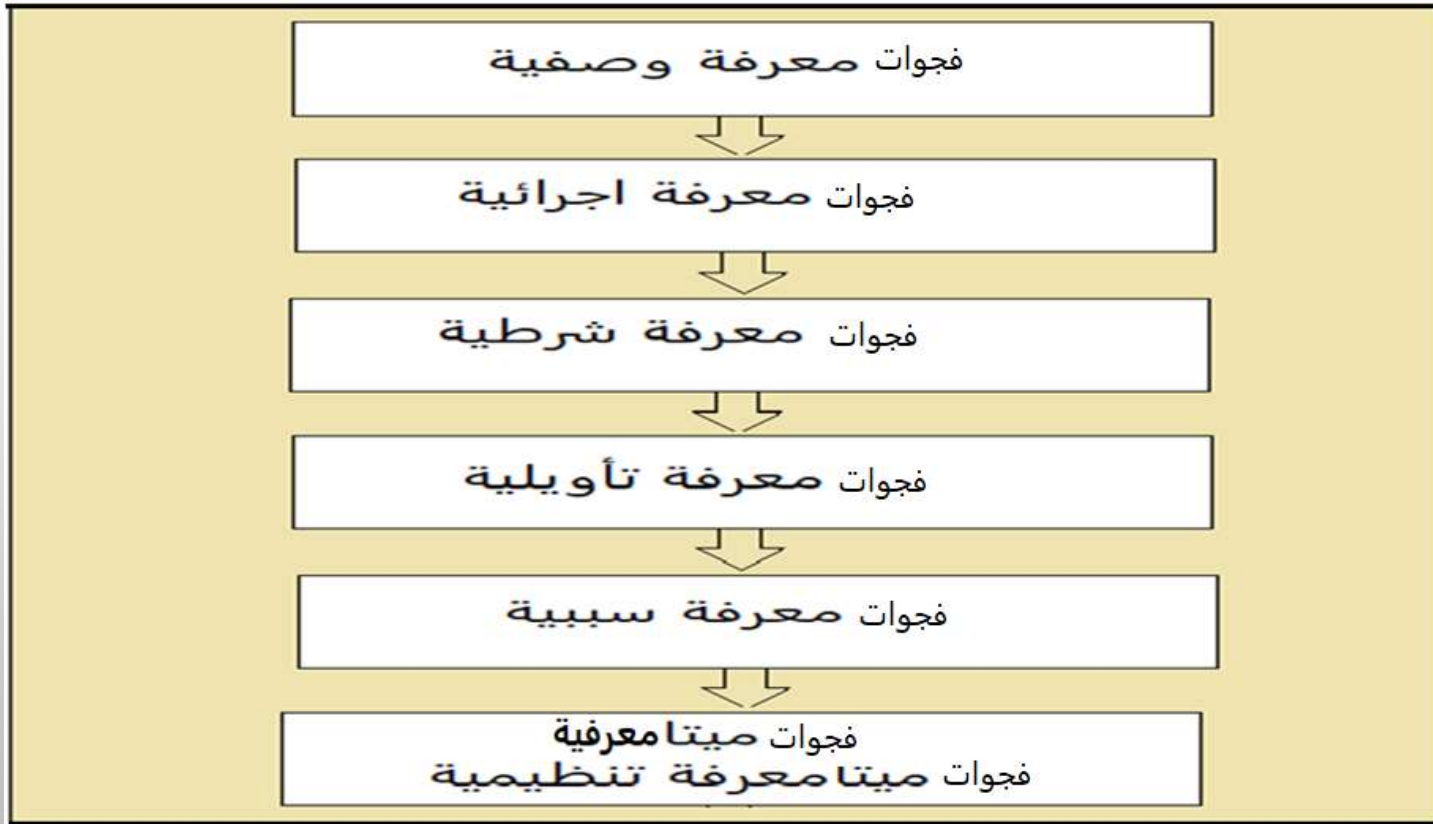 فجوات معرفة وصفية
فجوات معرفة اجرائية
فجوات معرفة شرطية
فجوات معرفة تأويلية
فجوات معرفة سببية
فجوات ميتامعرفية
فجوات ميتامعرفة تنظيمية